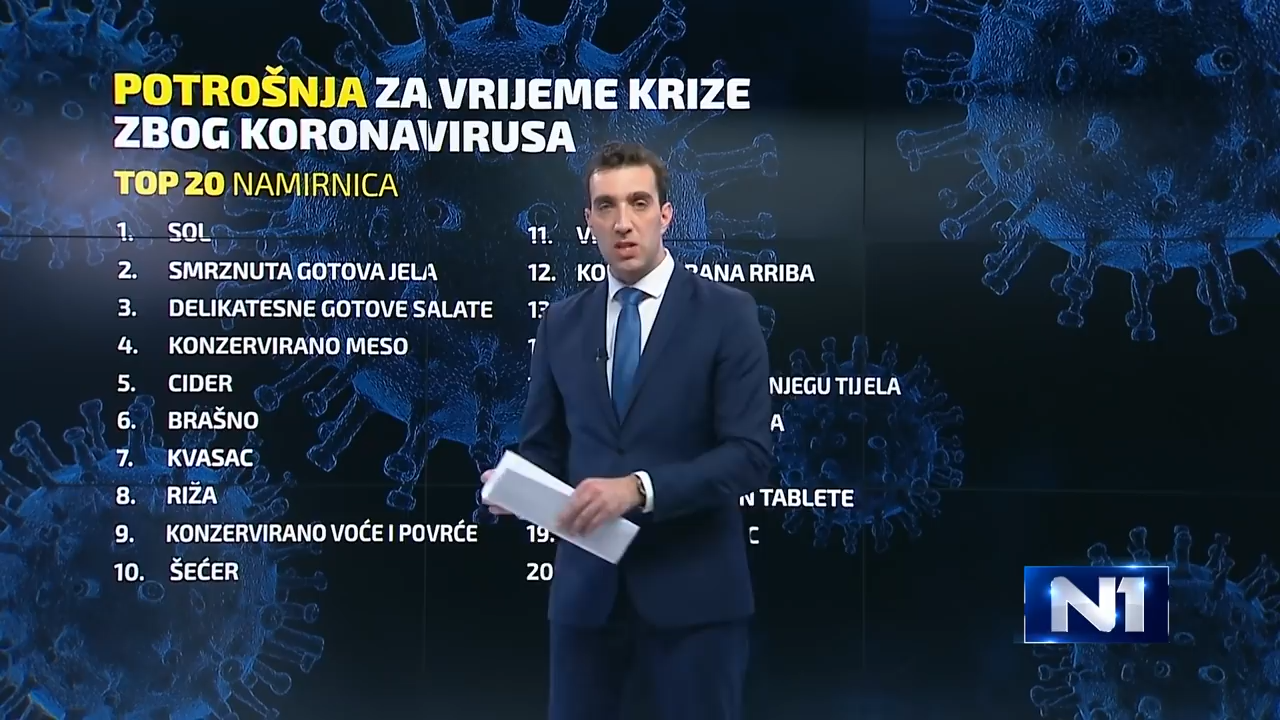 POTROŠNJA ZA VRIJEME KRIZE
ZBOG KORONAVIRUSA
TOP 20 NAMIRNICA
1. SOL
2. SMRZNUTA GOTOVA JELA
3. DELIKATESNE GOTOVE SALATE
4. KONZERVIRANO MESO
5. CIDER
6. BRAŠNO
7. KVASAC
8. RIŽA
9. KONZERVIRANO VOĆE I POVRĆE
10. ŠEĆER
11.
12. RRIBA
NJEGU TIJELA
TABLETE
19.
20
N1